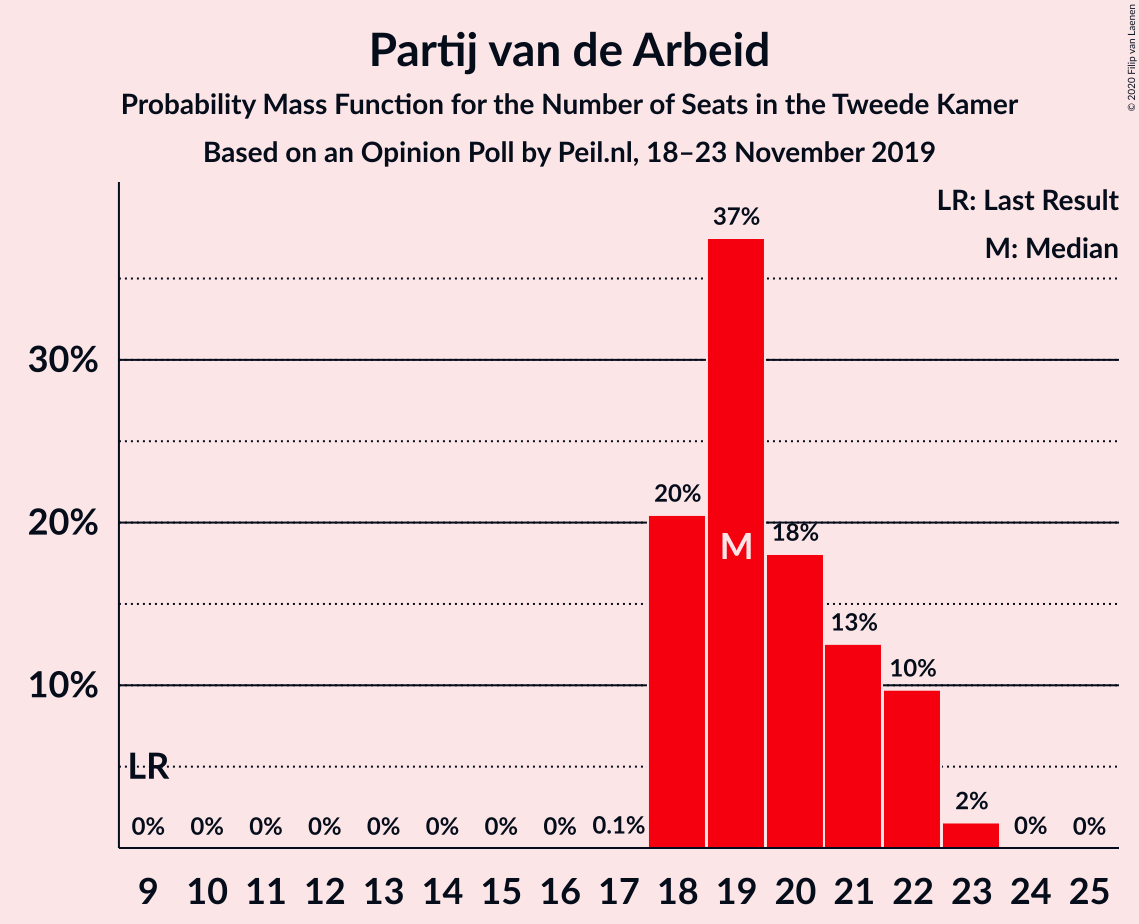 Partij van de Arbeid
Probability Mass Function for the Number of Seats in the Tweede Kamer
Based on an Opinion Poll by Peil.nl, 18–23 November 2019
© 2020 Filip van Laenen
LR: Last Result
M: Median
37%
30%
20%
20%
18%
M
13%
10%
10%
LR
2%
0% 0% 0% 0% 0% 0% 0% 0% 0.1% 0% 0%
9 10 11 12 13 14 15 16 17 18 19 20 21 22 23 24 25